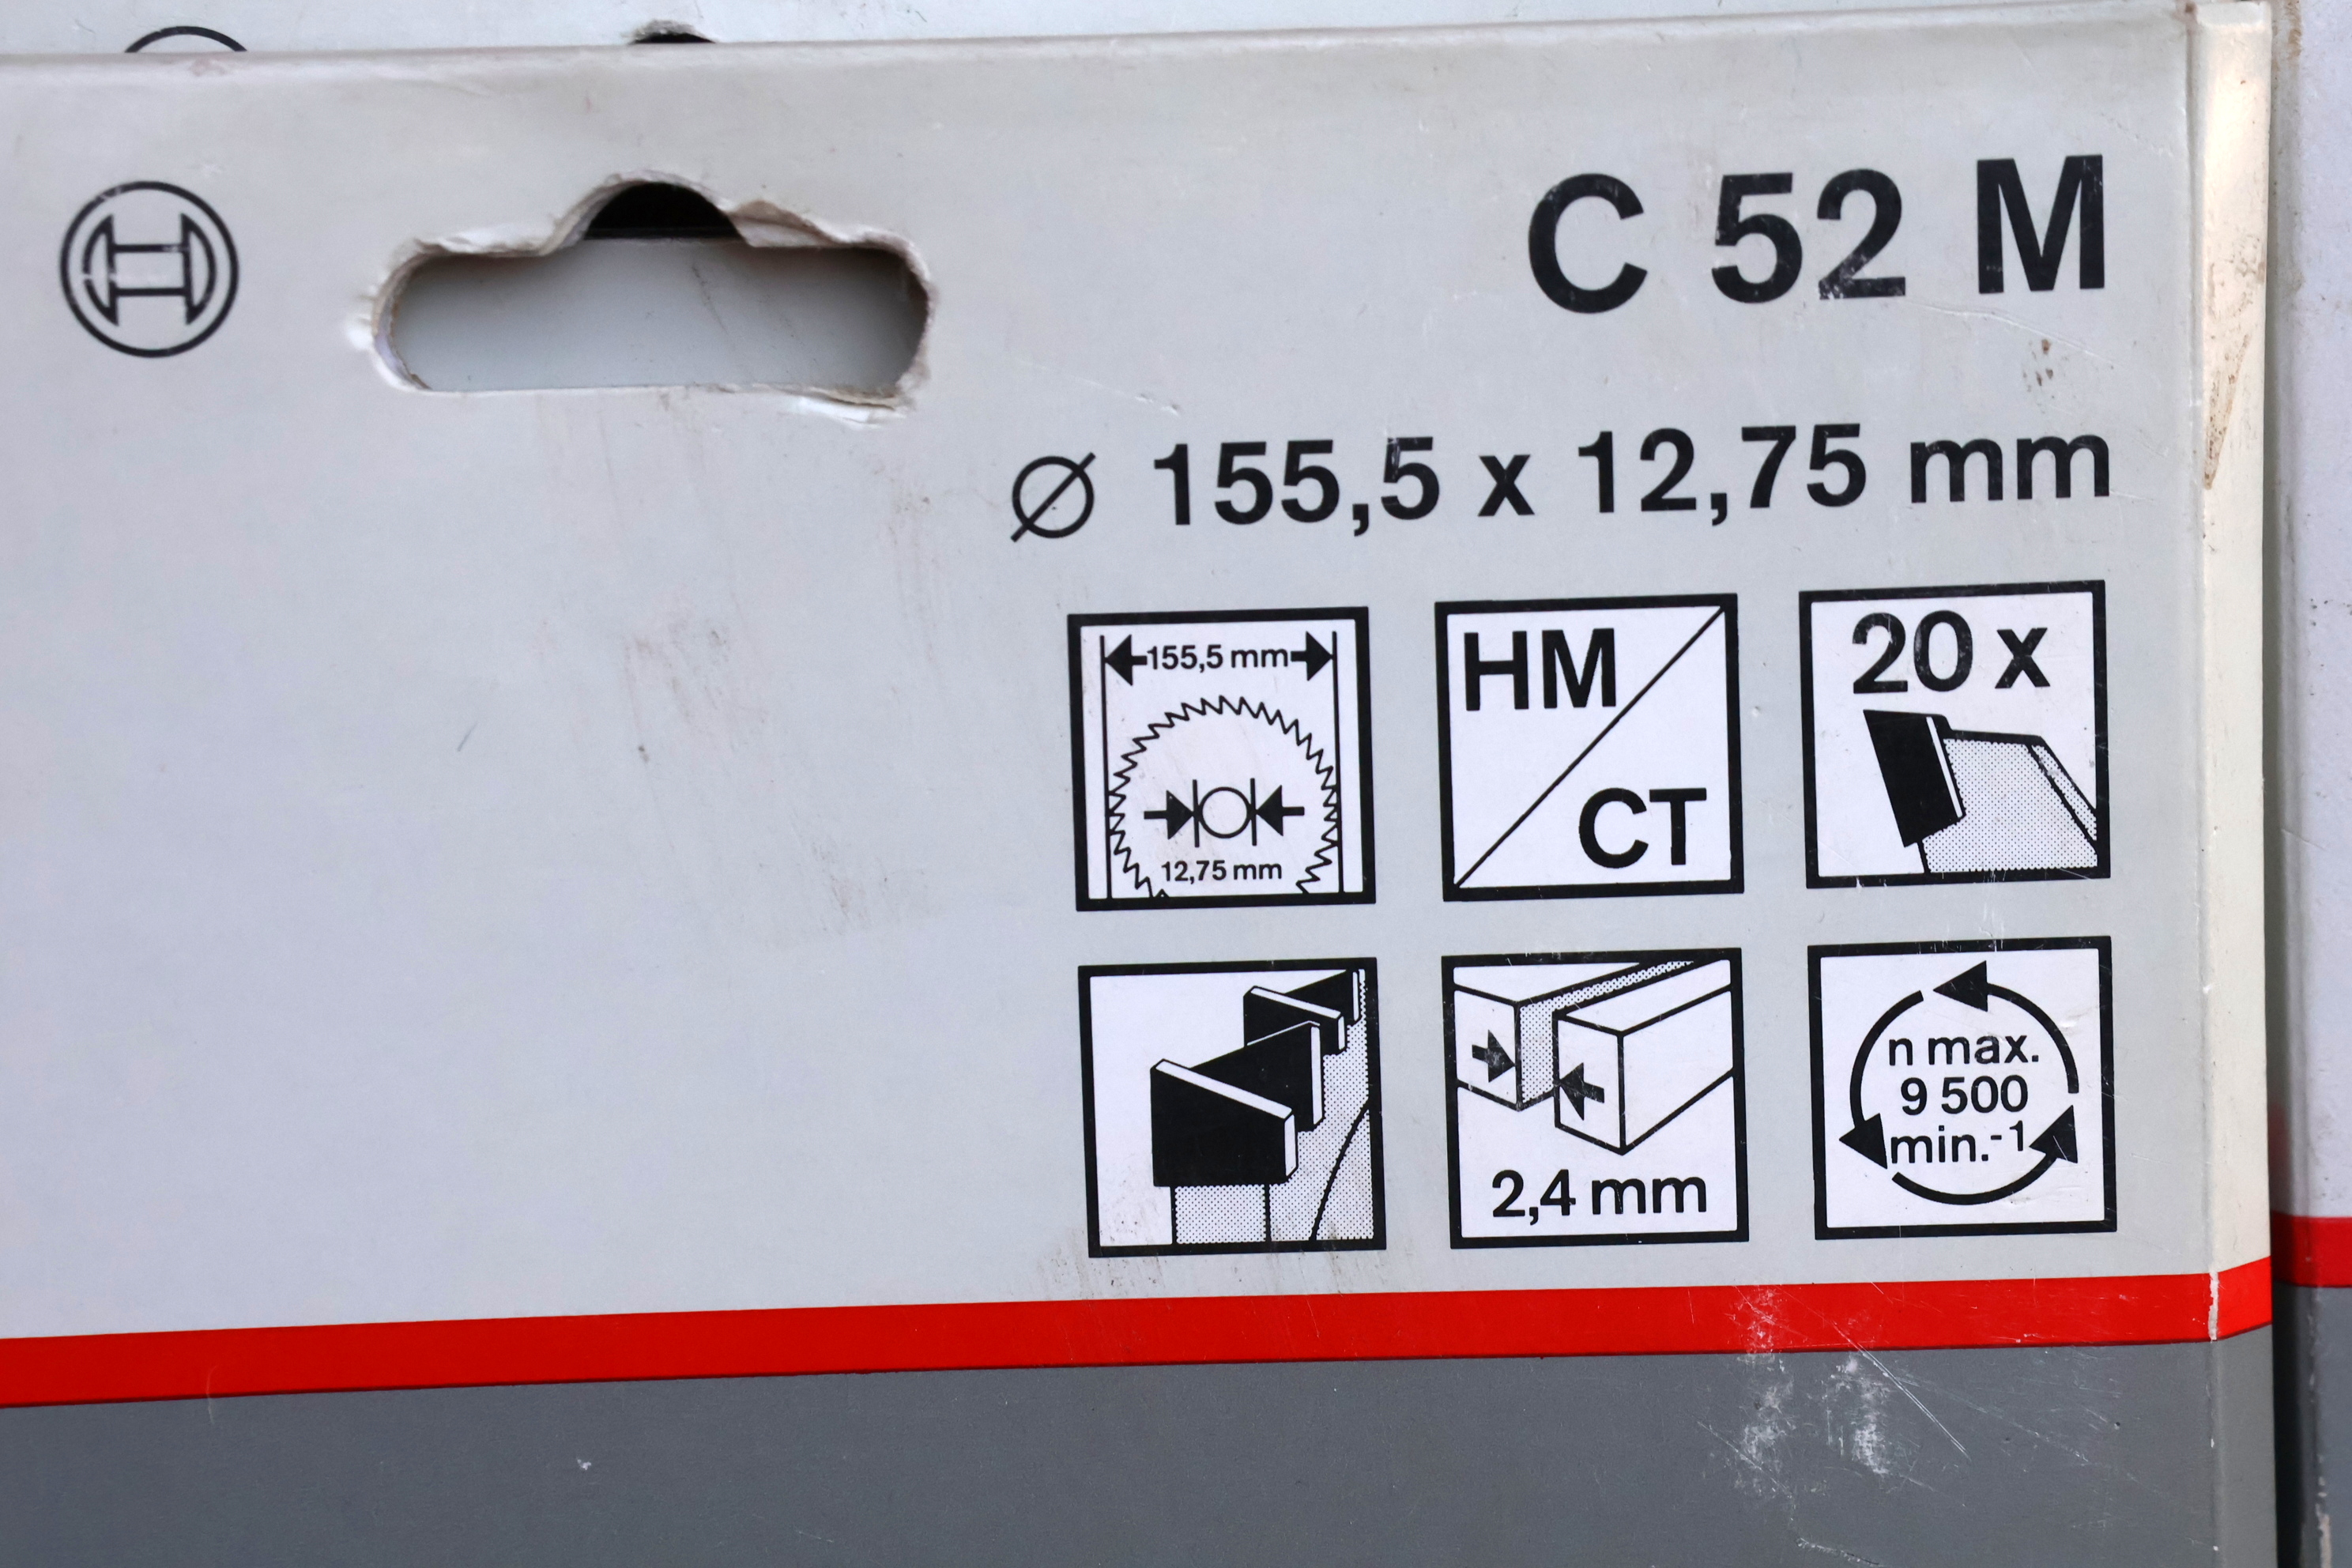 C 52 M
Ø 155,5 x 12,75 mm
155,5 mm
12,75 mm
HM
CT
20 x
2,4 mm
n max.
9 500
min.-1